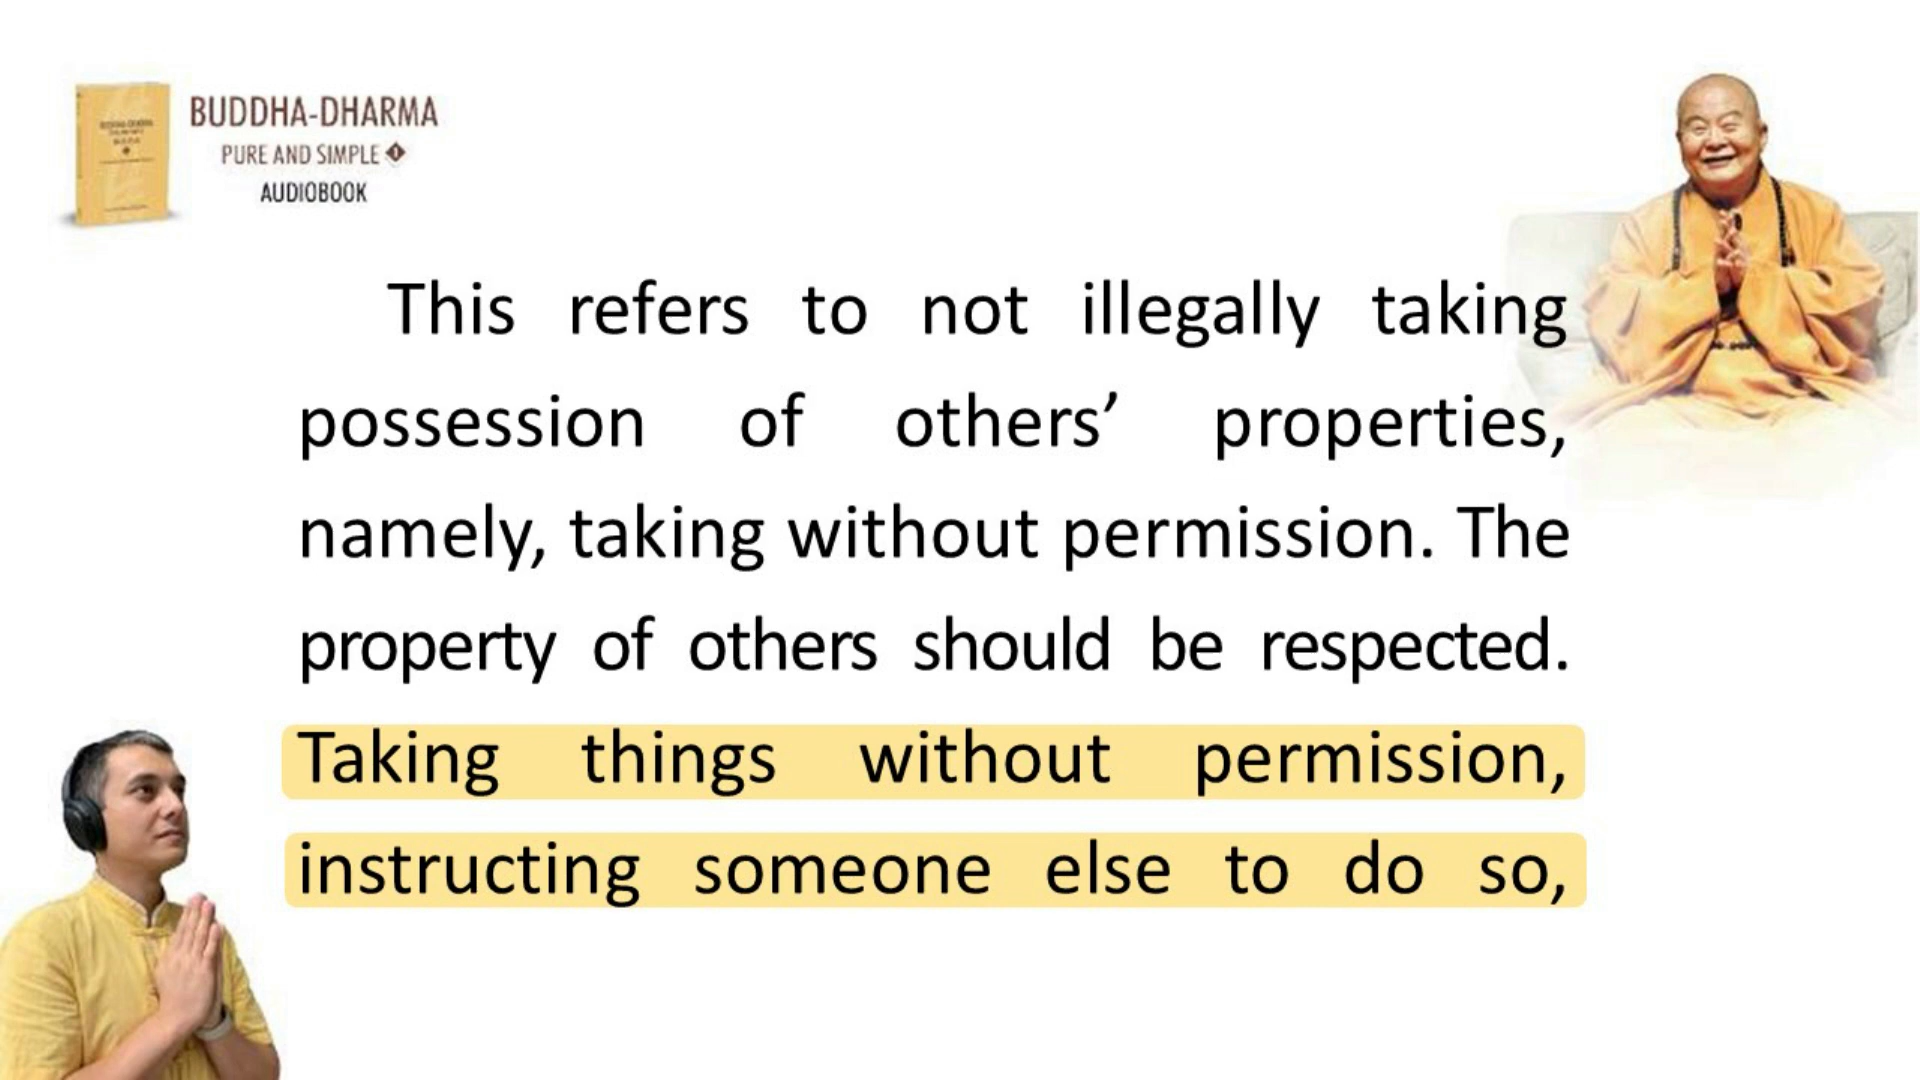 BUDDHA-DHARMA
PURE AND SIMPLE 1
AUDIOBOOK
This refers to not illegally taking
possession of others’ properties,
namely, taking without permission. The
property of others should be respected.
Taking things without permission,
instructing someone else to do so,